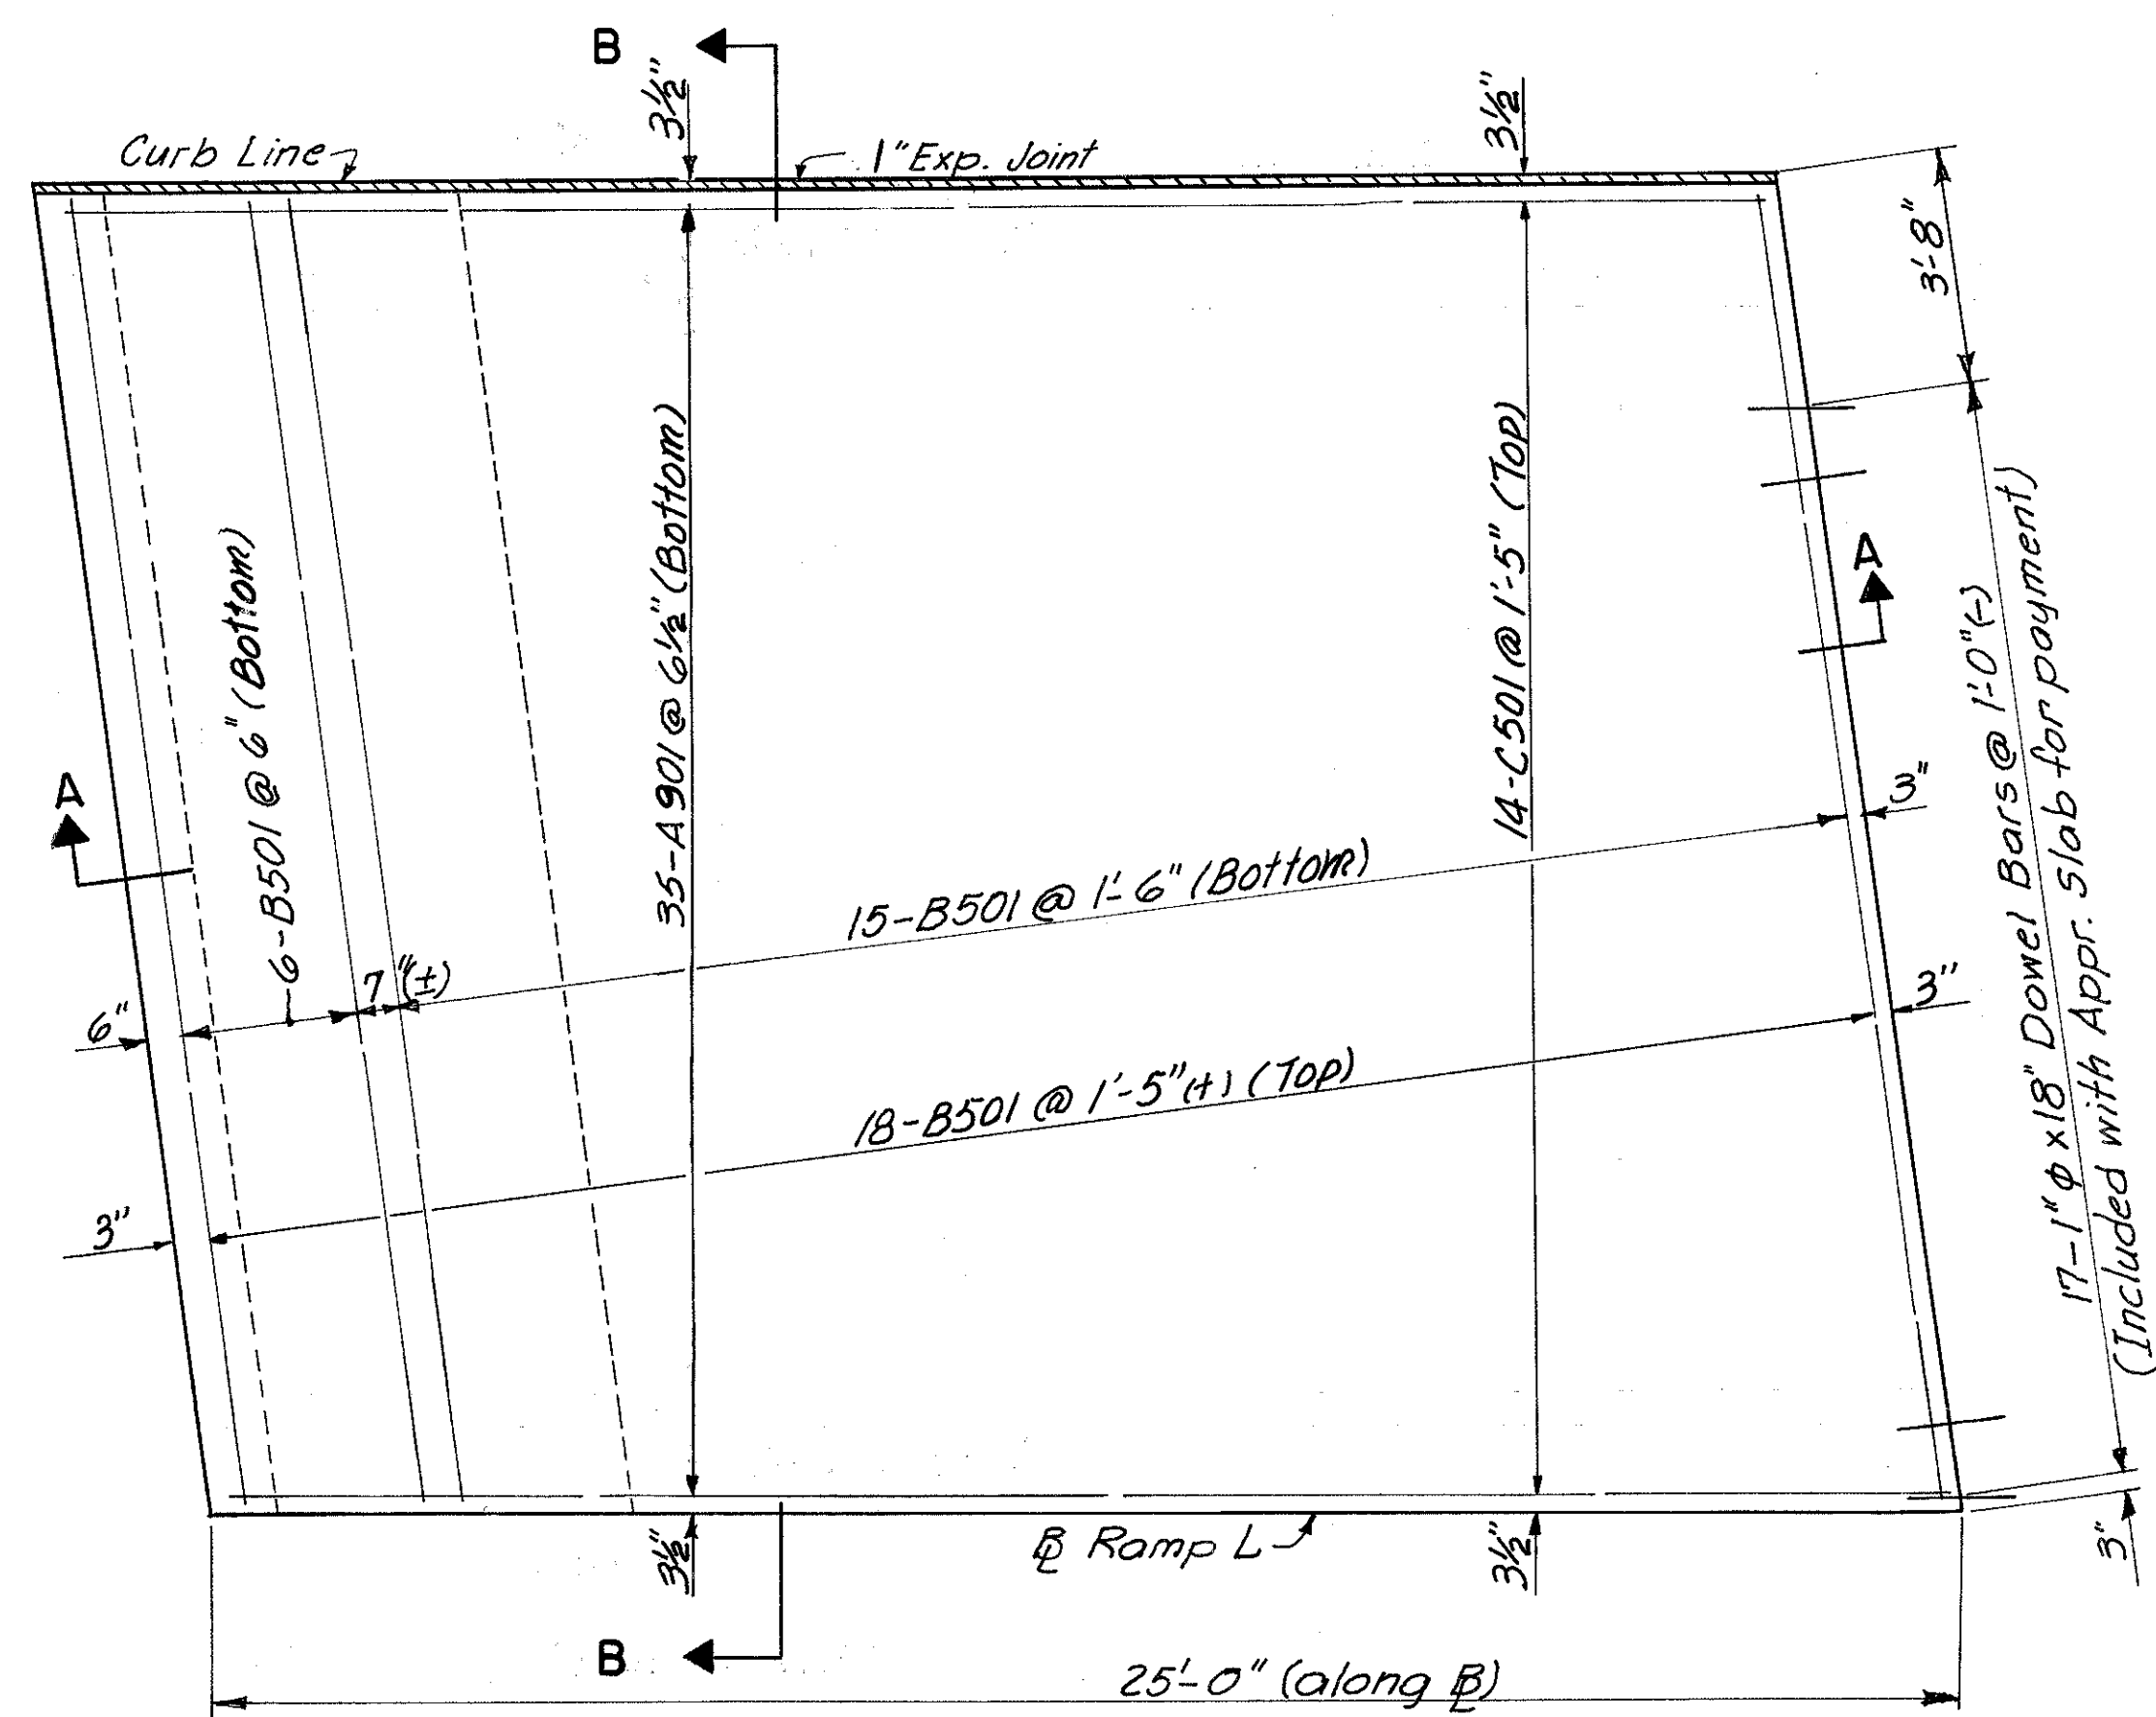 B
3½"
3½"
Curb Line
1" Exp. Joint
3'-8"
6-B501 @ 6" (Bottom)
35-A901 @ 6½" (Bottom)
14-C501 @ 1'-5" (Top)
A
A
17-1" φ x 18" Dowel Bars @ 1'-0"(-)
(Included with Appr. Slab for payment)
3"
15-B501 @ 1'-6" (Bottom)
7"(±)
6"
3"
18-B501 @ 1'-5"(+) (Top)
3"
3½"
℄ Ramp L
3½"
3"
B
25'-0" (along ℄)